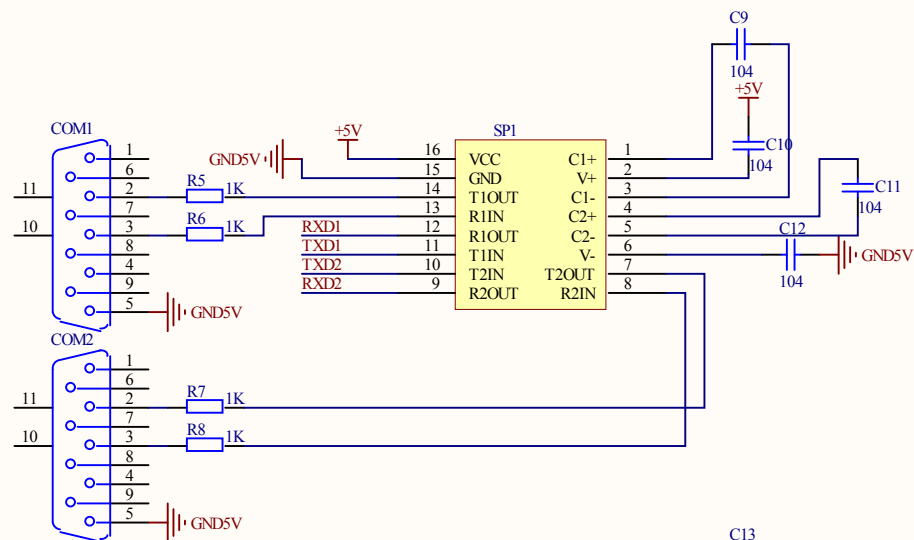 C9
104
+5V
C10
104
COM1
1
6
11
2
7
10
3
8
4
9
5
GND5V
R5
1K
R6
1K
+5V
GND5V
SP1
16
VCC
C1+
1
15
GND
V+
2
14
T1OUT
C1-
3
13
R1IN
C2+
4
RXD1
12
R1OUT
C2-
5
TXD1
11
T1IN
V-
6
TXD2
10
T2IN
T2OUT
7
RXD2
9
R2OUT
R2IN
8
C11
104
C12
104
GND5V
COM2
1
6
11
2
7
10
3
8
4
9
5
GND5V
R7
1K
R8
1K
C13